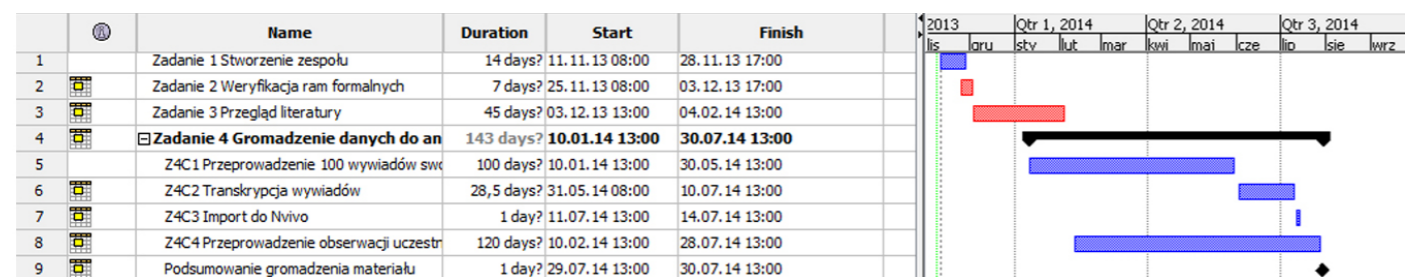 Name Duration Start Finish 2013 Qtr 1, 2014 Qtr 2, 2014 Qtr 3, 2014
lis gru sty lut mar kwi maj cze lip sie wrz
1 Zadanie 1 Stworzenie zespołu 14 days? 11.11.13 08:00 28.11.13 17:00
2 Zadanie 2 Weryfikacja ram formalnych 7 days? 25.11.13 08:00 03.12.13 17:00
3 Zadanie 3 Przegląd literatury 45 days? 03.12.13 13:00 04.02.14 13:00
4 Zadanie 4 Gromadzenie danych do an 143 days? 10.01.14 13:00 30.07.14 13:00
5 Z4C1 Przeprowadzenie 100 wywiadów swo 100 days? 10.01.14 13:00 30.05.14 13:00
6 Z4C2 Transkrypcja wywiadów 28,5 days? 31.05.14 08:00 10.07.14 13:00
7 Z4C3 Import do Nvivo 1 day? 11.07.14 13:00 14.07.14 13:00
8 Z4C4 Przeprowadzenie obserwacji uczestn 120 days? 10.02.14 13:00 28.07.14 13:00
9 Podsumowanie gromadzenia materiału 1 day? 29.07.14 13:00 30.07.14 13:00